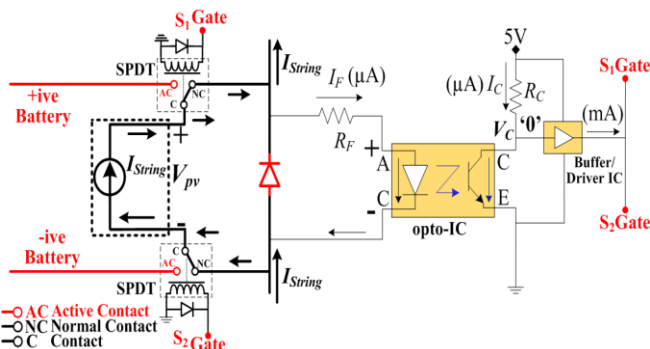 S1 Gate
5V
SPDT
IString
IF (µA)
(µA) IC
RC
S1Gate
AC
NC
C
+ive
Battery
RF
VC
‘0’
(mA)
+
+
A
C
Buffer/
Driver IC
IString
Vpv
C
E
-
-
opto-IC
-ive
Battery
C
AC
NC
S2Gate
IString
SPDT
AC Active Contact
NC Normal Contact
C Contact
S2 Gate